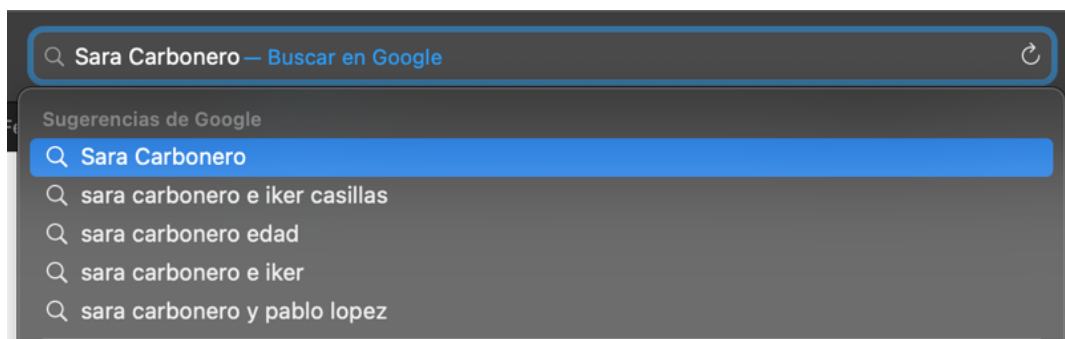 Sara Carbonero — Buscar en Google
Sugerencias de Google
Sara Carbonero
sara carbonero e iker casillas
sara carbonero edad
sara carbonero e iker
sara carbonero y pablo lopez